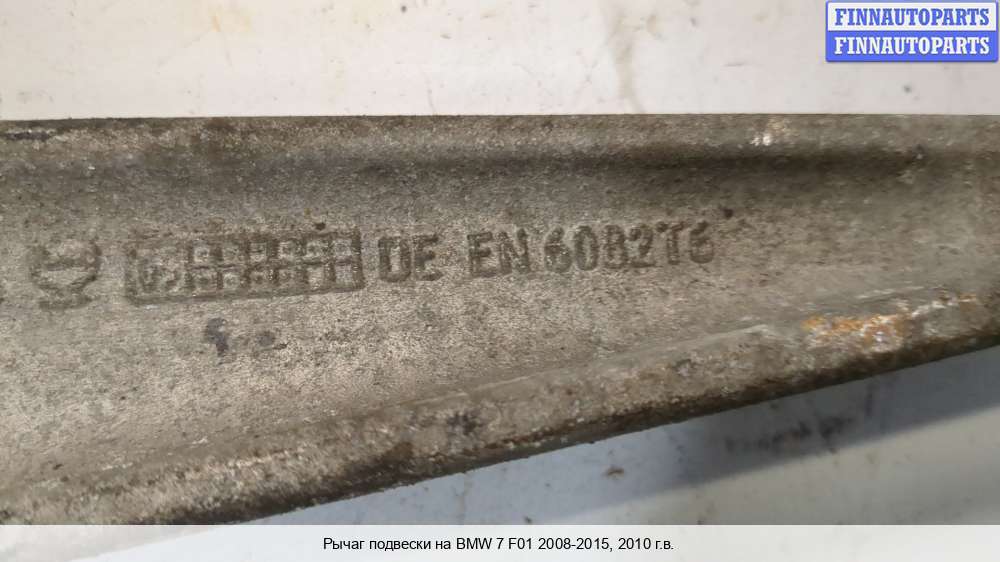 FINNAUTOPARTS
FINNAUTOPARTS
DE EN 6082T6
Рычаг подвески на BMW 7 F01 2008-2015, 2010 г.в.